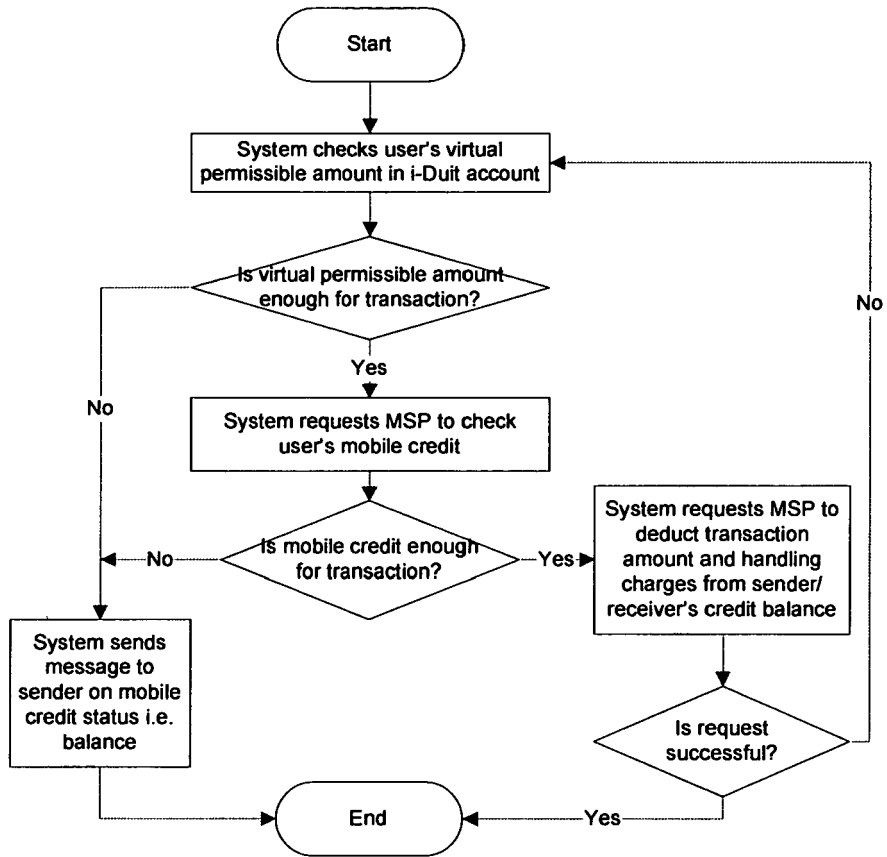 Start
System checks user's virtual
permissible amount in i-Duit account
Is virtual permissible amount
enough for transaction?
No
Yes
No
System requests MSP to check
user's mobile credit
System requests MSP to
deduct transaction
amount and handling
charges from sender/
receiver's credit balance
Is mobile credit enough
for transaction?
No
Yes
System sends
message to
sender on mobile
credit status i.e.
balance
Is request
successful?
End
Yes